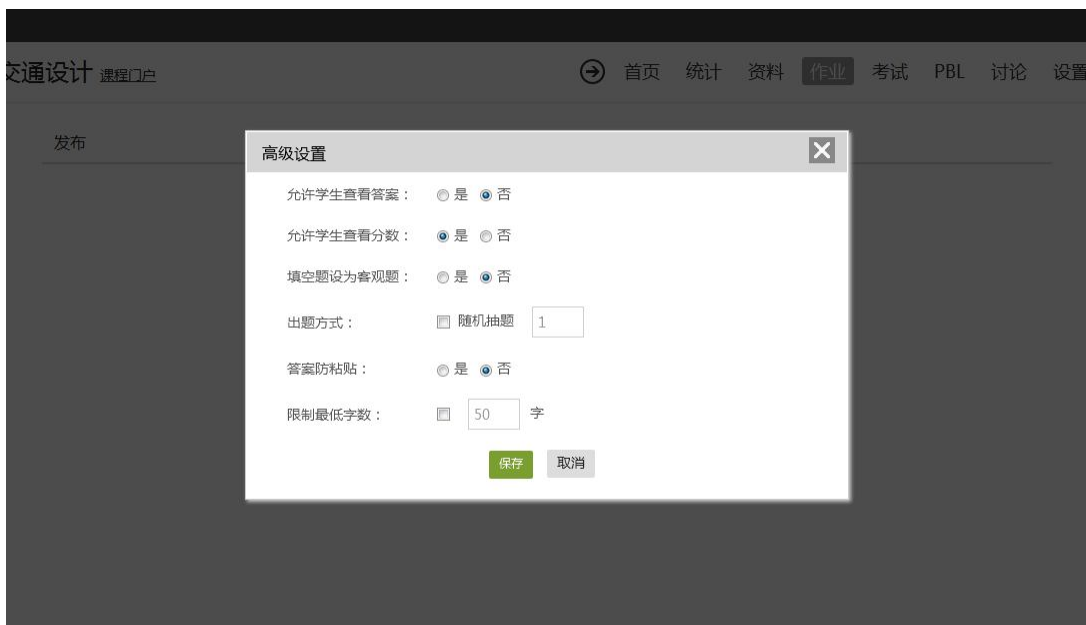 交通设计 课程门户 首页 统计 资料 作业 考试 PBL 讨论 设置
发布
高级设置
允许学生查看答案： 是 否
允许学生查看分数： 是 否
填空题设为客观题： 是 否
出题方式： 随机抽题 1
答案防粘贴： 是 否
限制最低字数： 50 字
保存 取消